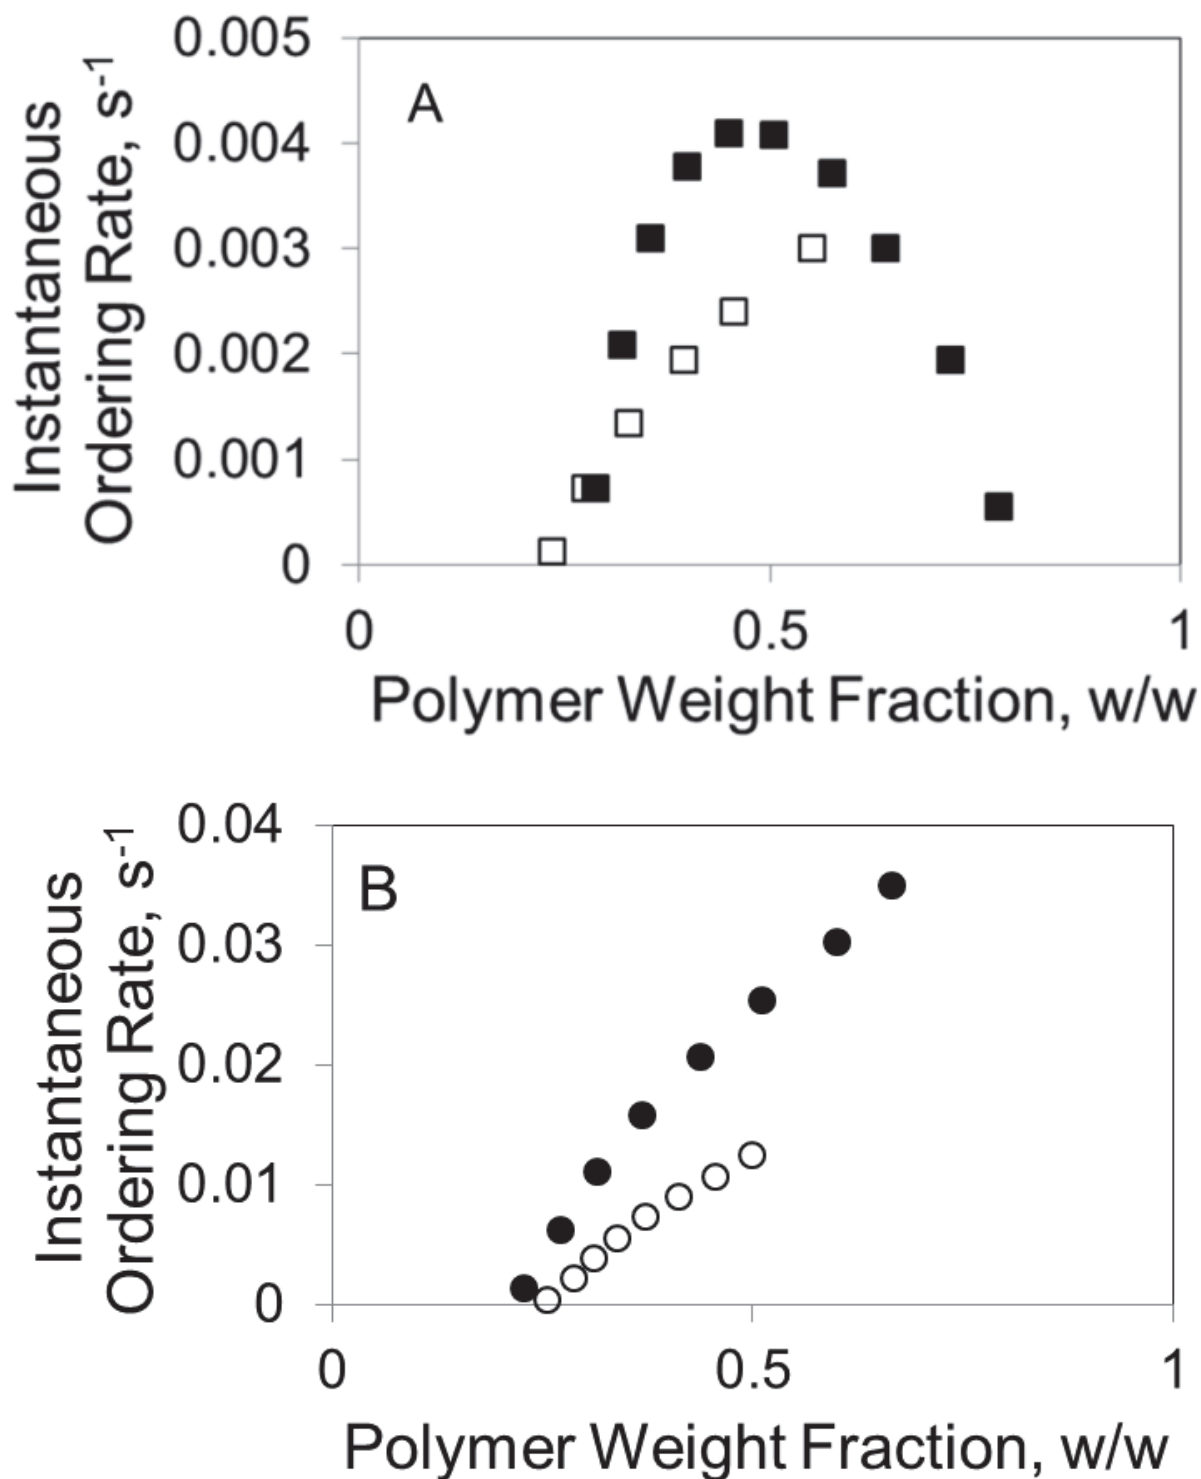 Instantaneous
Ordering Rate, s-1
0.005
0.004
0.003
0.002
0.001
0
A
0
0.5
1
Polymer Weight Fraction, w/w
Instantaneous
Ordering Rate, s-1
0.04
0.03
0.02
0.01
0
B
0
0.5
1
Polymer Weight Fraction, w/w